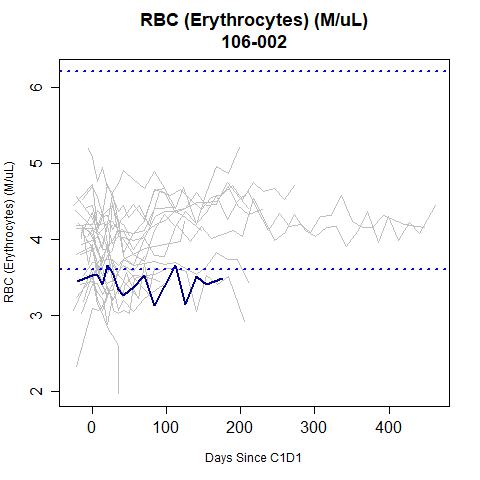 RBC (Erythrocytes) (M/uL)
106-002
RBC (Erythrocytes) (M/uL)
6
5
4
3
2
0 100 200 300 400
Days Since C1D1